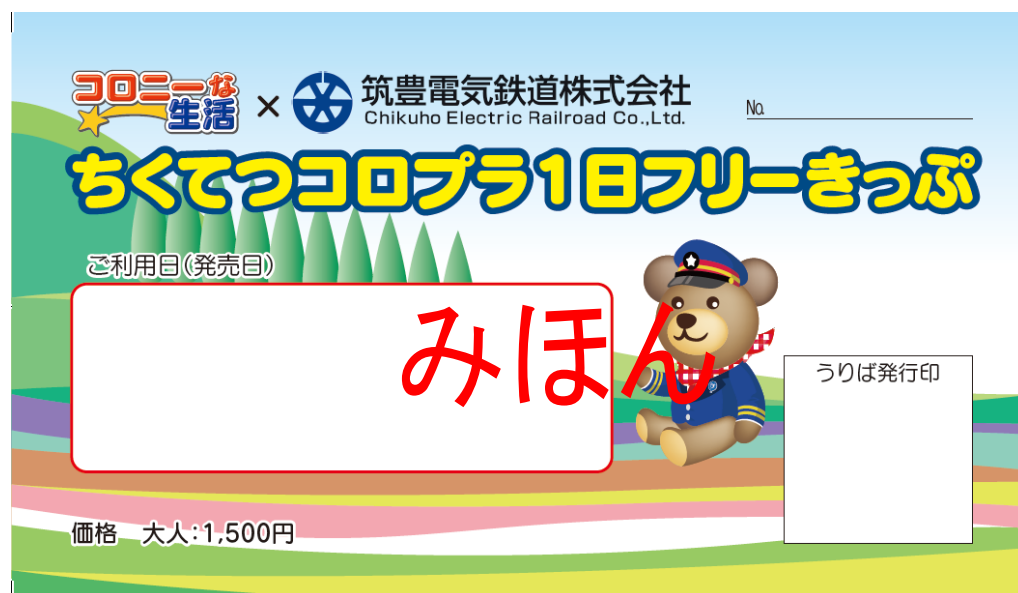 コロニーな
生活
×
筑豊電気鉄道株式会社
Chikuho Electric Railroad Co.,Ltd.
No.
ちくてつコロプラ1日フリーきっぷ
ご利用日(発売日)
みほん
うりば発行印
価格 大人:1,500円